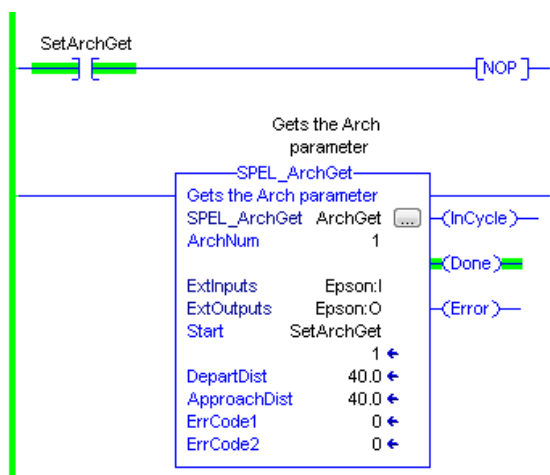 SetArchGet
NOP
Gets the Arch
parameter
SPEL_ArchGet
Gets the Arch parameter
SPEL_ArchGet ArchGet ...
(InCycle)
ArchNum 1
(Done)
ExtInputs Epson:I
ExtOutputs Epson:O
(Error)
Start SetArchGet
1
DepartDist 40.0
ApproachDist 40.0
ErrCode1 0
ErrCode2 0